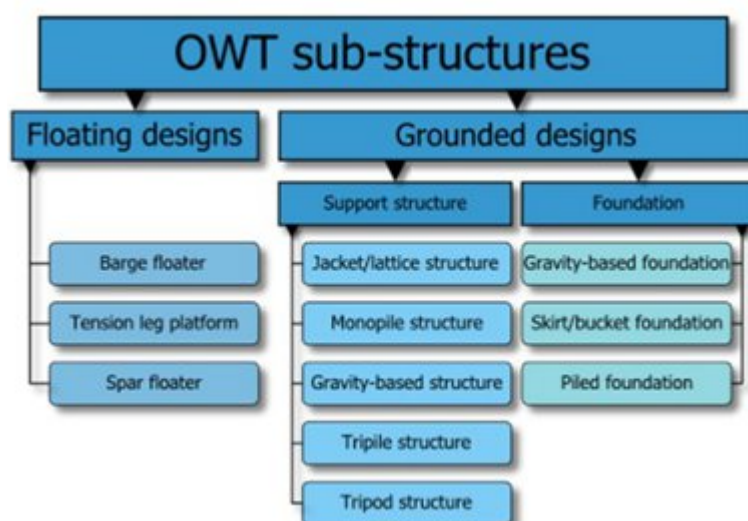 OWT sub-structures
Floating designs
Grounded designs
Support structure
Foundation
Barge floater
Jacket/lattice structure
Gravity-based foundation
Tension leg platform
Monopile structure
Skirt/bucket foundation
Spar floater
Gravity-based structure
Piled foundation
Tripile structure
Tripod structure